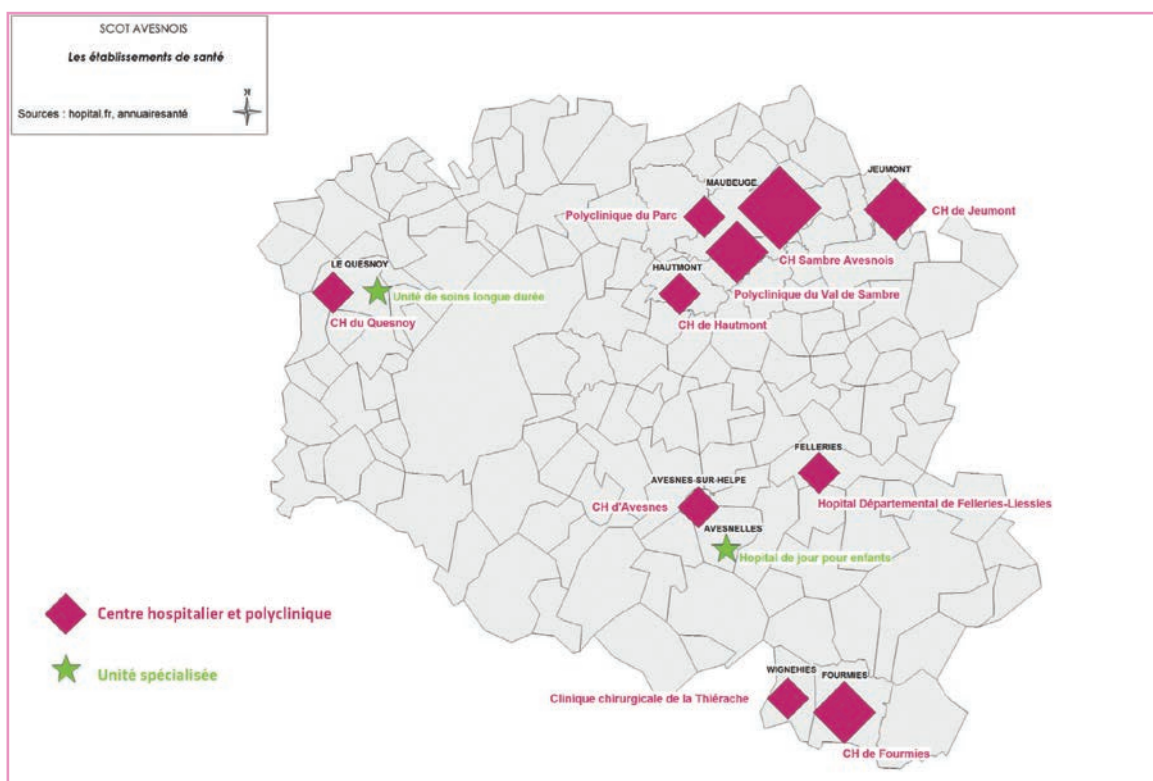 SCOT AVESNOIS
Les établissements de santé
N
Sources : hopital.fr, annuairesanté
JEUMONT
MAUBEUGE
Polyclinique du Parc
CH de Jeumont
CH Sambre Avesnois
LE QUESNOY
HAUTMONT
Unité de soins longue durée
Polyclinique du Val de Sambre
CH du Quesnoy
CH de Hautmont
FELLERIES
AVESNES-SUR-HELPE
CH d'Avesnes
Hopital Départemental de Felleries-Liessies
AVESNELLES
Hopital de jour pour enfants
Centre hospitalier et polyclinique
Unité spécialisée
WIGNEHIES
FOURMIES
Clinique chirurgicale de la Thiérache
CH de Fourmies